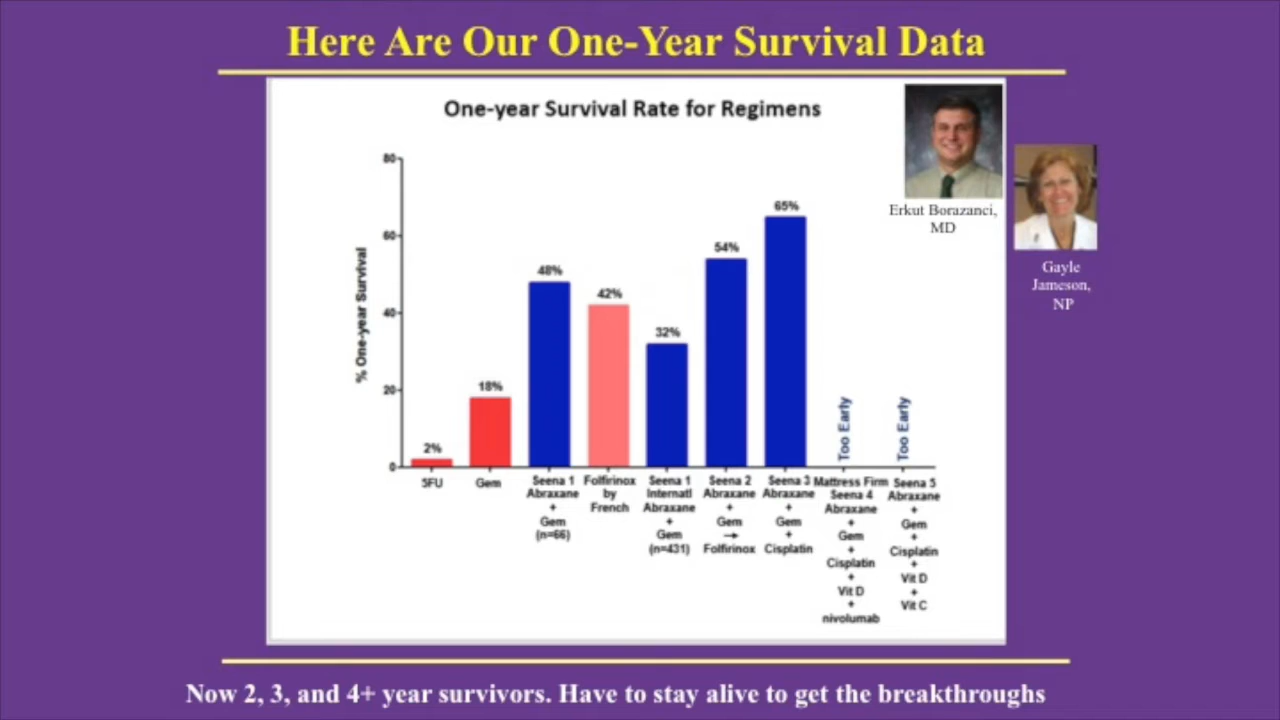 Here Are Our One-Year Survival Data
One-year Survival Rate for Regimens
Erkut Borazanci,
MD
Gayle
Jameson,
NP
% One-year Survival
80
60
40
20
0
2%
18%
48%
42%
32%
54%
65%
Too Early
Too Early
5FU
Gem
Seena 1
Abraxane
+
Gem
(n=66)
Folfirinox
by
French
Seena 1
Internatl
Abraxane
+
Gem
(n=431)
Seena 2
Abraxane
+
Gem
→
Folfirinox
Seena 3
Abraxane
+
Gem
+
Cisplatin
Mattress Firm
Seena 4
Abraxane
+
Gem
+
Cisplatin
+
Vit D
+
nivolumab
Seena 5
Abraxane
+
Gem
+
Cisplatin
+
Vit D
+
Vit C
Now 2, 3, and 4+ year survivors. Have to stay alive to get the breakthroughs